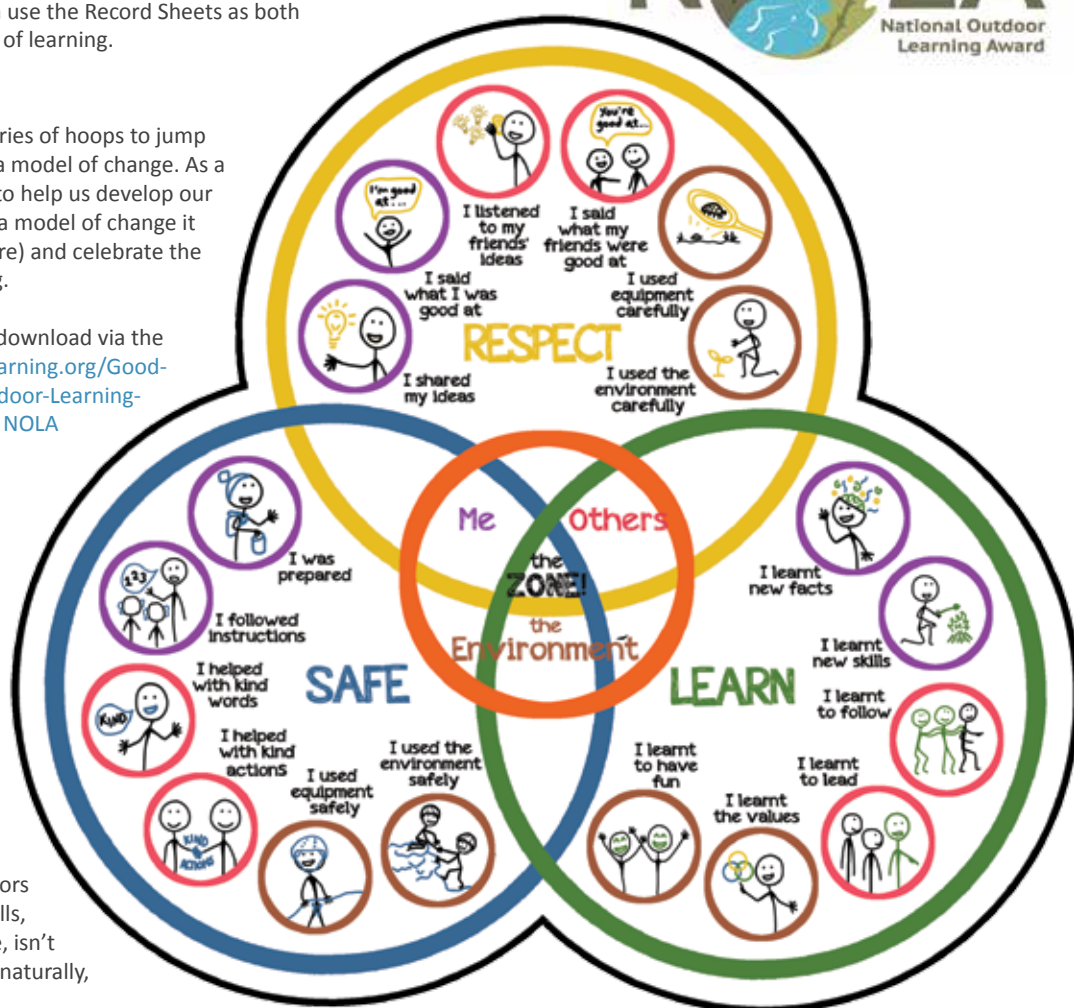 use the Record Sheets as both
of learning.
National Outdoor
Learning Award
ries of hoops to jump
a model of change. As a
to help us develop our
a model of change it
re) and celebrate the
g.
download via the
arning.org/Good-
door-Learning-
NOLA
You're
good at...
I'm good
at...
I listened
to my
friends'
ideas
I said
what my
friends were
good at
I said
what I was
good at
I used
equipment
carefully
RESPECT
I shared
my ideas
I used the
environment
carefully
Me
Others
the
ZONE!
the
Environment
I was
prepared
1 2 3
I followed
instructions
I helped
with kind
words
KIND
SAFE
I helped
with kind
actions
KIND
ACTIONS
I used
equipment
safely
I used the
environment
safely
I learnt
new facts
I learnt
new skills
LEARN
I learnt
to follow
I learnt
to lead
I learnt
to have
fun
I learnt
the values
ors
lls,
e, isn't
naturally,